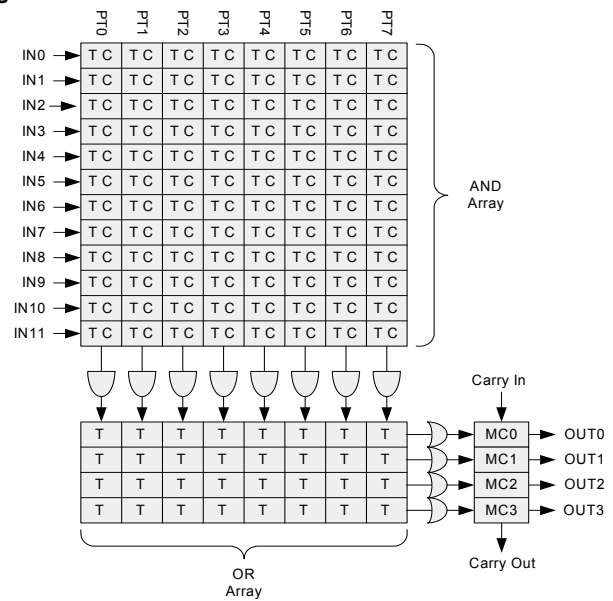 PT0 PT1 PT2 PT3 PT4 PT5 PT6 PT7
IN0 T C T C T C T C T C T C T C T C
IN1 T C T C T C T C T C T C T C T C
IN2 T C T C T C T C T C T C T C T C
IN3 T C T C T C T C T C T C T C T C
IN4 T C T C T C T C T C T C T C T C
IN5 T C T C T C T C T C T C T C T C
IN6 T C T C T C T C T C T C T C T C
IN7 T C T C T C T C T C T C T C T C
IN8 T C T C T C T C T C T C T C T C
IN9 T C T C T C T C T C T C T C T C
IN10 T C T C T C T C T C T C T C T C
IN11 T C T C T C T C T C T C T C T C
AND
Array
Carry In
T T T T T T T T MC0 OUT0
T T T T T T T T MC1 OUT1
T T T T T T T T MC2 OUT2
T T T T T T T T MC3 OUT3
Carry Out
OR
Array